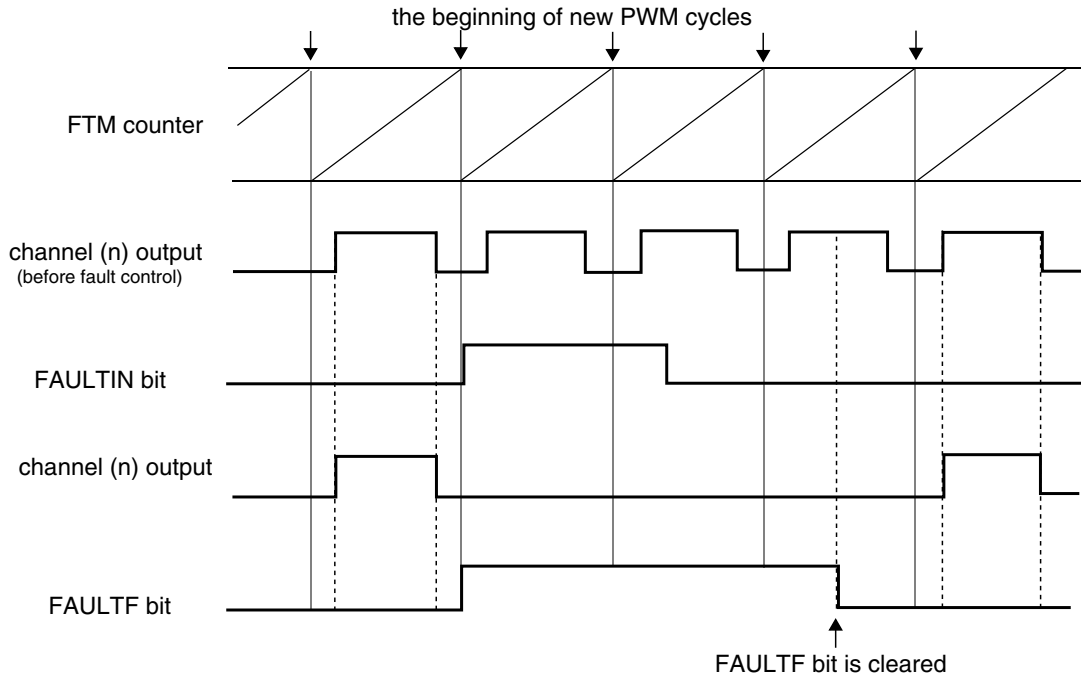 the beginning of new PWM cycles
FTM counter
channel (n) output
(before fault control)
FAULTIN bit
channel (n) output
FAULTF bit
FAULTF bit is cleared